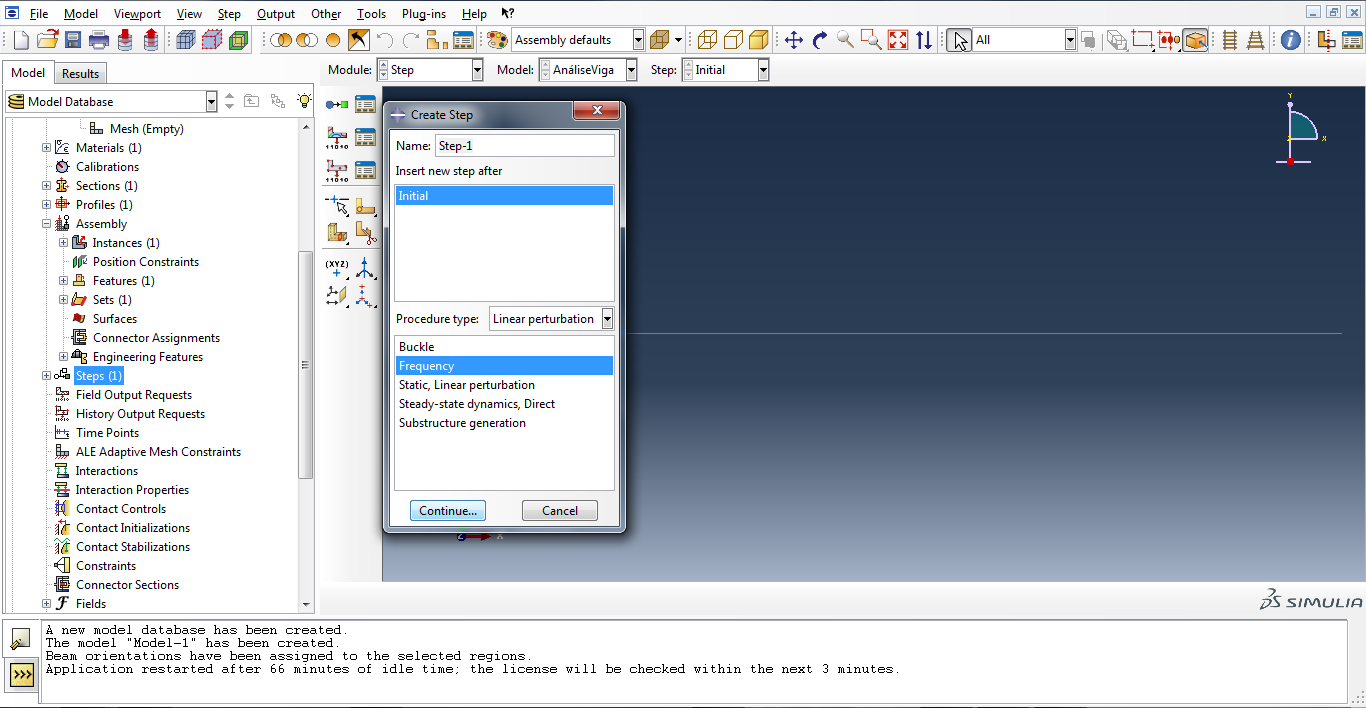 File Model Viewport View Step Output Other Tools Plug-ins Help
Assembly defaults All
Model Results
Module: Step Model: AnáliseViga Step: Initial
Model Database
Mesh (Empty)
Materials (1)
Calibrations
Sections (1)
Profiles (1)
Assembly
Instances (1)
Position Constraints
Features (1)
Sets (1)
Surfaces
Connector Assignments
Engineering Features
Steps (1)
Field Output Requests
History Output Requests
Time Points
ALE Adaptive Mesh Constraints
Interactions
Interaction Properties
Contact Controls
Contact Initializations
Contact Stabilizations
Constraints
Connector Sections
Fields
11010
11010
(XYZ)
Create Step
Name: Step-1
Insert new step after
Initial
Procedure type: Linear perturbation
Buckle
Frequency
Static, Linear perturbation
Steady-state dynamics, Direct
Substructure generation
Continue... Cancel
Y
X
X
SIMULIA
A new model database has been created.
The model "Model-1" has been created.
Beam orientations have been assigned to the selected regions.
Application restarted after 66 minutes of idle time; the license will be checked within the next 3 minutes.
>>>